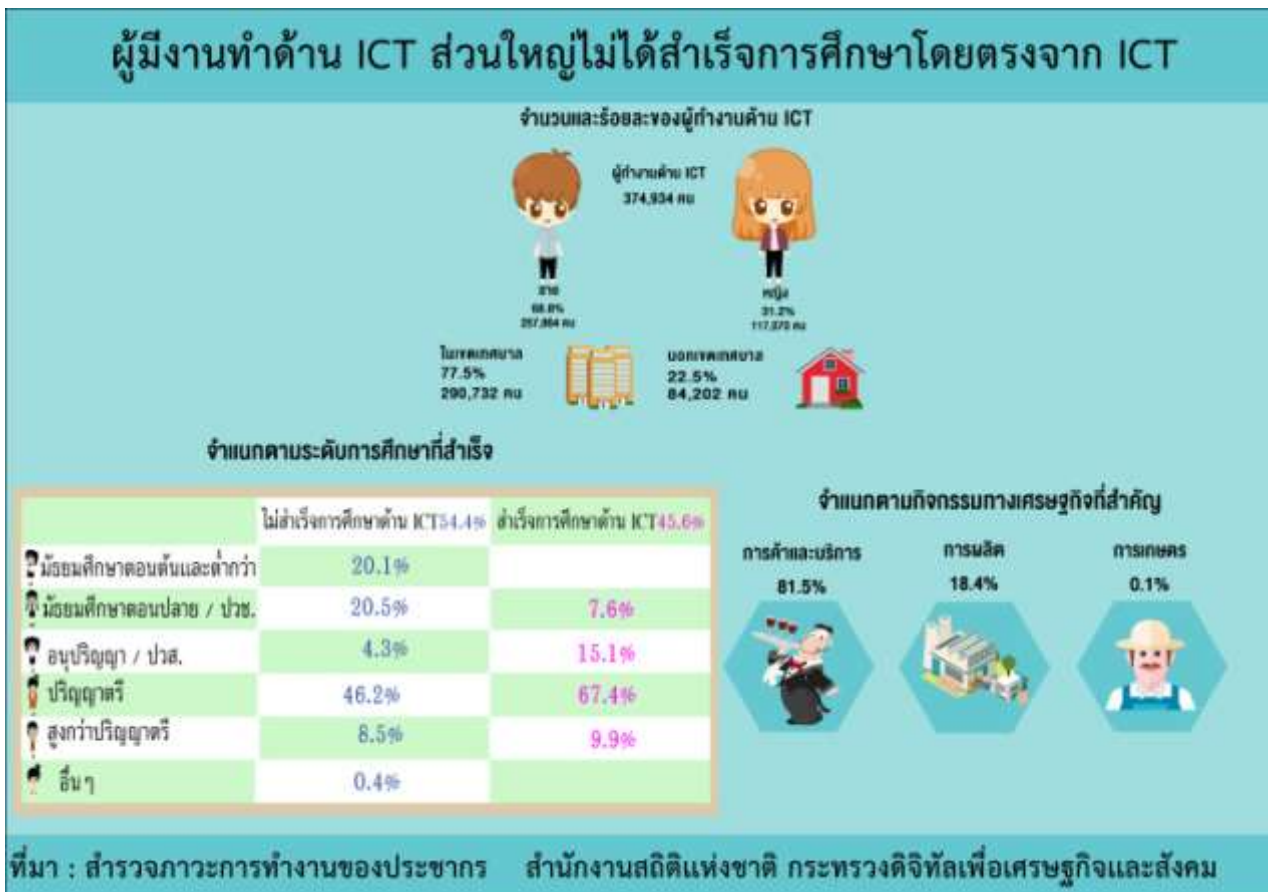 ผู้มีงานทำด้าน ICT ส่วนใหญ่ไม่ได้สำเร็จการศึกษาโดยตรงจาก ICT
จำนวนและร้อยละของผู้ทำงานด้าน ICT
ผู้ทำงานด้าน ICT
374,934 คน
ชาย
68.8%
257,864 คน
หญิง
31.2%
117,070 คน
ในเขตเทศบาล
77.5%
290,732 คน
นอกเขตเทศบาล
22.5%
84,202 คน
จำแนกตามระดับการศึกษาที่สำเร็จ
ไม่สำเร็จการศึกษาด้าน ICT54.4% สำเร็จการศึกษาด้าน ICT45.6%
มัธยมศึกษาตอนต้นและต่ำกว่า 20.1%
มัธยมศึกษาตอนปลาย / ปวช. 20.5% 7.6%
อนุปริญญา / ปวส. 4.3% 15.1%
ปริญญาตรี 46.2% 67.4%
สูงกว่าปริญญาตรี 8.5% 9.9%
อื่นๆ 0.4%
จำแนกตามกิจกรรมทางเศรษฐกิจที่สำคัญ
การค้าและบริการ
81.5%
การผลิต
18.4%
การเกษตร
0.1%
ที่มา : สำรวจภาวะการทำงานของประชากร สำนักงานสถิติแห่งชาติ กระทรวงดิจิทัลเพื่อเศรษฐกิจและสังคม